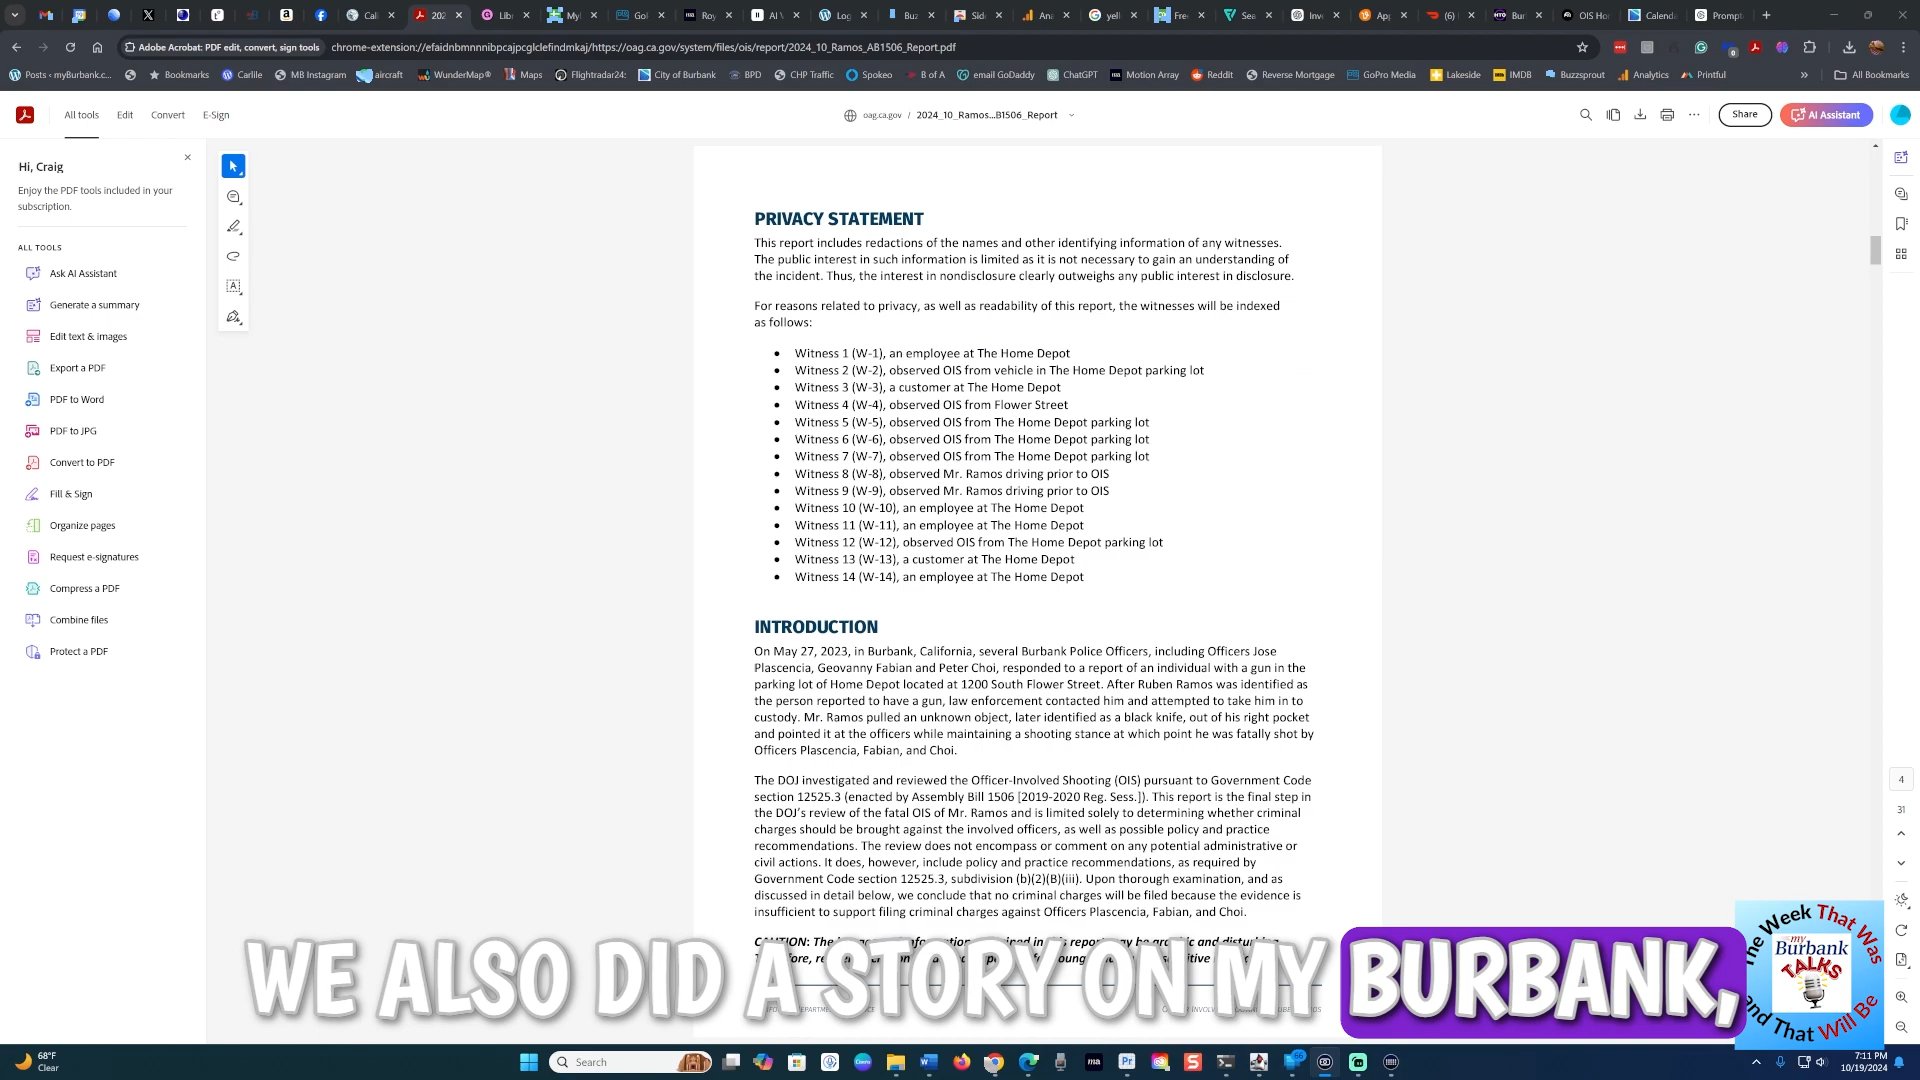 202
Cal
Libr
Myl
Gol
Roy
AI V
Log
Buz
Side
Ana
yell
Free
Sea
Inve
App
(6)
Bur
OIS Ho
Calenda
Prompt
Adobe Acrobat: PDF edit, convert, sign tools
chrome-extension://efaidnbmnnnibpcajpcglclefindmkaj/https://oag.ca.gov/system/files/ois/report/2024_10_Ramos_AB1506_Report.pdf
Posts ‹ myBurbank.c...
Bookmarks
Carlile
MB Instagram
aircraft
WunderMap®
Maps
Flightradar24:
City of Burbank
BPD
CHP Traffic
Spokeo
B of A
email GoDaddy
ChatGPT
Motion Array
Reddit
Reverse Mortgage
GoPro Media
Lakeside
IMDB
Buzzsprout
Analytics
Printful
»
All Bookmarks
All tools
Edit
Convert
E-Sign
oag.ca.gov / 2024_10_Ramos...B1506_Report
Share
AI Assistant
Hi, Craig
Enjoy the PDF tools included in your
subscription.
ALL TOOLS
Ask AI Assistant
Generate a summary
Edit text & images
Export a PDF
PDF to Word
PDF to JPG
Convert to PDF
Fill & Sign
Organize pages
Request e-signatures
Compress a PDF
Combine files
Protect a PDF
PRIVACY STATEMENT
This report includes redactions of the names and other identifying information of any witnesses.
The public interest in such information is limited as it is not necessary to gain an understanding of
the incident. Thus, the interest in nondisclosure clearly outweighs any public interest in disclosure.
For reasons related to privacy, as well as readability of this report, the witnesses will be indexed
as follows:
• Witness 1 (W-1), an employee at The Home Depot
• Witness 2 (W-2), observed OIS from vehicle in The Home Depot parking lot
• Witness 3 (W-3), a customer at The Home Depot
• Witness 4 (W-4), observed OIS from Flower Street
• Witness 5 (W-5), observed OIS from The Home Depot parking lot
• Witness 6 (W-6), observed OIS from The Home Depot parking lot
• Witness 7 (W-7), observed OIS from The Home Depot parking lot
• Witness 8 (W-8), observed Mr. Ramos driving prior to OIS
• Witness 9 (W-9), observed Mr. Ramos driving prior to OIS
• Witness 10 (W-10), an employee at The Home Depot
• Witness 11 (W-11), an employee at The Home Depot
• Witness 12 (W-12), observed OIS from The Home Depot parking lot
• Witness 13 (W-13), a customer at The Home Depot
• Witness 14 (W-14), an employee at The Home Depot
INTRODUCTION
On May 27, 2023, in Burbank, California, several Burbank Police Officers, including Officers Jose
Plascencia, Geovanny Fabian and Peter Choi, responded to a report of an individual with a gun in the
parking lot of Home Depot located at 1200 South Flower Street. After Ruben Ramos was identified as
the person reported to have a gun, law enforcement contacted him and attempted to take him in to
custody. Mr. Ramos pulled an unknown object, later identified as a black knife, out of his right pocket
and pointed it at the officers while maintaining a shooting stance at which point he was fatally shot by
Officers Plascencia, Fabian, and Choi.
The DOJ investigated and reviewed the Officer-Involved Shooting (OIS) pursuant to Government Code
section 12525.3 (enacted by Assembly Bill 1506 [2019-2020 Reg. Sess.]). This report is the final step in
the DOJ's review of the fatal OIS of Mr. Ramos and is limited solely to determining whether criminal
charges should be brought against the involved officers, as well as possible policy and practice
recommendations. The review does not encompass or comment on any potential administrative or
civil actions. It does, however, include policy and practice recommendations, as required by
Government Code section 12525.3, subdivision (b)(2)(B)(iii). Upon thorough examination, and as
discussed in detail below, we conclude that no criminal charges will be filed because the evidence is
insufficient to support filing criminal charges against Officers Plascencia, Fabian, and Choi.
CAUTION: The
WE ALSO DID A STORY ON MY BURBANK,
4
31
The Week That Was
my
Burbank
TALKS
and That Will Be
68°F
Clear
Search
7:11 PM
10/19/2024